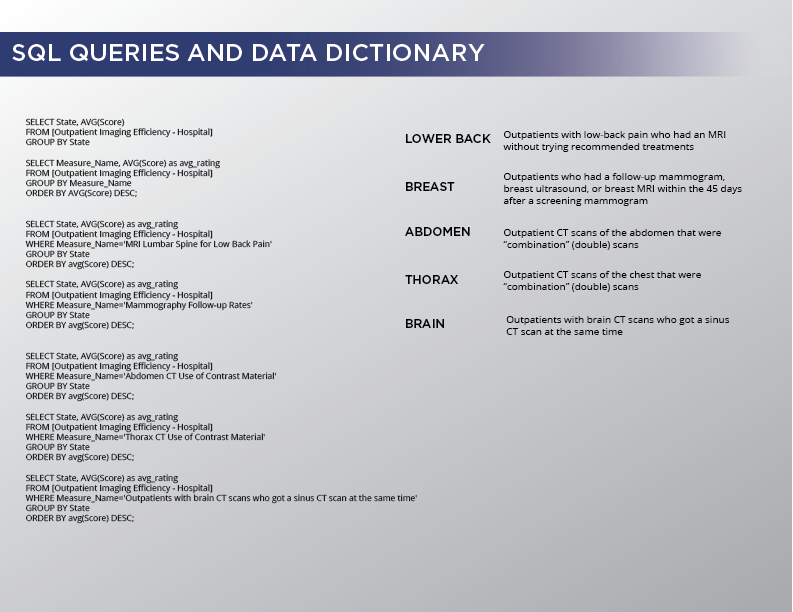 SQL QUERIES AND DATA DICTIONARY
SELECT State, AVG(Score)
FROM [Outpatient Imaging Efficiency - Hospital]
GROUP BY State
SELECT Measure_Name, AVG(Score) as avg_rating
FROM [Outpatient Imaging Efficiency - Hospital]
GROUP BY Measure_Name
ORDER BY AVG(Score) DESC;
SELECT State, AVG(Score) as avg_rating
FROM [Outpatient Imaging Efficiency - Hospital]
WHERE Measure_Name='MRI Lumbar Spine for Low Back Pain'
GROUP BY State
ORDER BY avg(Score) DESC;
SELECT State, AVG(Score) as avg_rating
FROM [Outpatient Imaging Efficiency - Hospital]
WHERE Measure_Name='Mammography Follow-up Rates'
GROUP BY State
ORDER BY avg(Score) DESC;
SELECT State, AVG(Score) as avg_rating
FROM [Outpatient Imaging Efficiency - Hospital]
WHERE Measure_Name='Abdomen CT Use of Contrast Material'
GROUP BY State
ORDER BY avg(Score) DESC;
SELECT State, AVG(Score) as avg_rating
FROM [Outpatient Imaging Efficiency - Hospital]
WHERE Measure_Name='Thorax CT Use of Contrast Material'
GROUP BY State
ORDER BY avg(Score) DESC;
SELECT State, AVG(Score) as avg_rating
FROM [Outpatient Imaging Efficiency - Hospital]
WHERE Measure_Name='Outpatients with brain CT scans who got a sinus CT scan at the same time'
GROUP BY State
ORDER BY avg(Score) DESC;
LOWER BACK
Outpatients with low-back pain who had an MRI
without trying recommended treatments
BREAST
Outpatients who had a follow-up mammogram,
breast ultrasound, or breast MRI within the 45 days
after a screening mammogram
ABDOMEN
Outpatient CT scans of the abdomen that were
“combination” (double) scans
THORAX
Outpatient CT scans of the chest that were
“combination” (double) scans
BRAIN
Outpatients with brain CT scans who got a sinus
CT scan at the same time